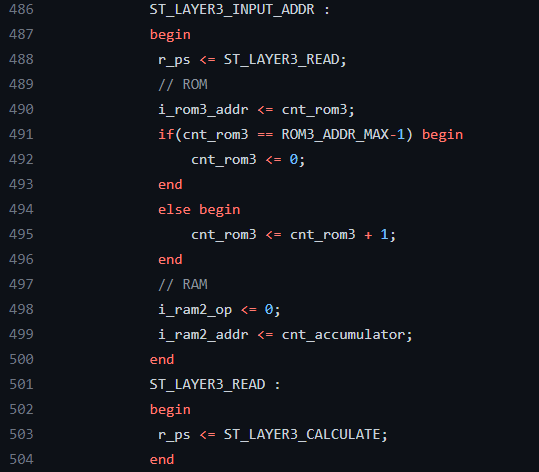 486 ST_LAYER3_INPUT_ADDR :
487 begin
488 r_ps <= ST_LAYER3_READ;
489 // ROM
490 i_rom3_addr <= cnt_rom3;
491 if(cnt_rom3 == ROM3_ADDR_MAX-1) begin
492 cnt_rom3 <= 0;
493 end
494 else begin
495 cnt_rom3 <= cnt_rom3 + 1;
496 end
497 // RAM
498 i_ram2_op <= 0;
499 i_ram2_addr <= cnt_accumulator;
500 end
501 ST_LAYER3_READ :
502 begin
503 r_ps <= ST_LAYER3_CALCULATE;
504 end